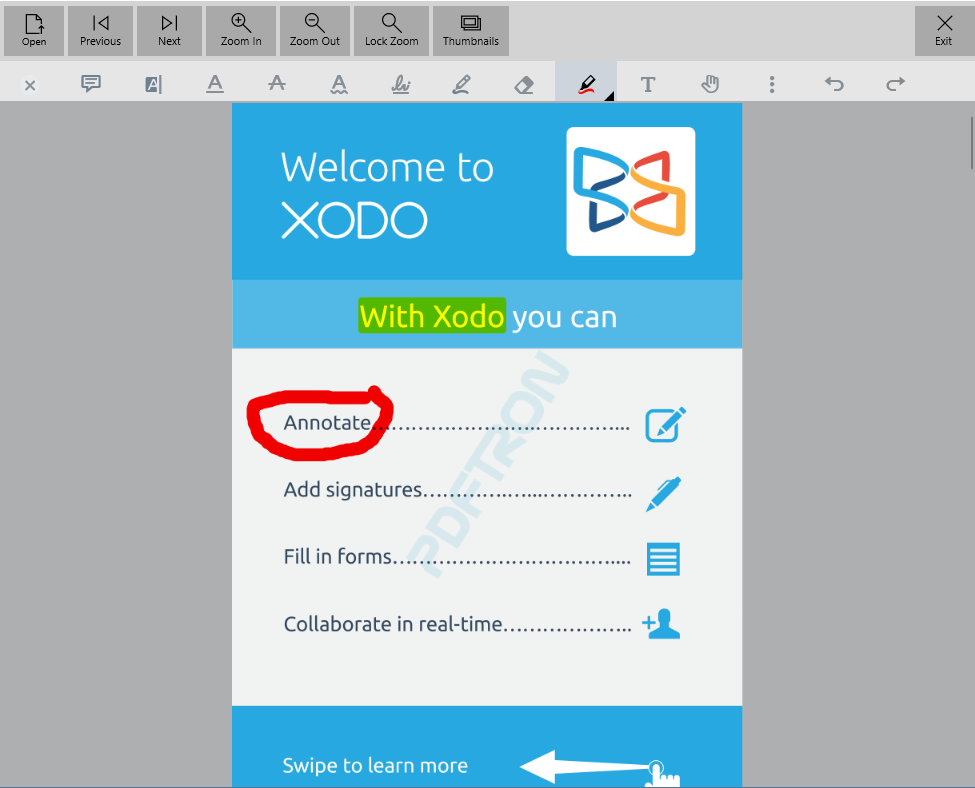 Open Previous Next Zoom In Zoom Out Lock Zoom Thumbnails Exit
Welcome to
XODO
With Xodo you can
PDFTRON
Annotate
Add signatures
Fill in forms
Collaborate in real-time
Swipe to learn more